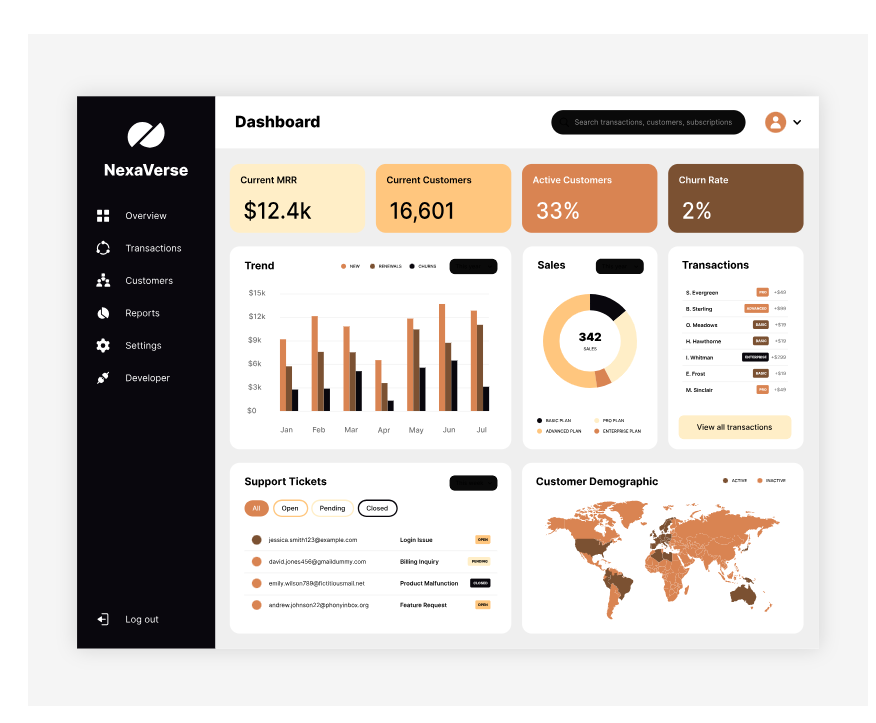 Dashboard
Search transactions, customers, subscriptions
NexaVerse
Overview
Transactions
Customers
Reports
Settings
Developer
Log out
Current MRR
$12.4k
Current Customers
16,601
Active Customers
33%
Churn Rate
2%
Trend
NEW RENEWALS CHURNS
$15k
$12k
$9k
$6k
$3k
$0
Jan Feb Mar Apr May Jun Jul
Sales
342
SALES
BASIC PLAN PRO PLAN
ADVANCED PLAN ENTERPRISE PLAN
Transactions
S. Evergreen PRO +$49
B. Sterling ADVANCED +$99
O. Meadows BASIC +$19
H. Hawthorne BASIC +$19
I. Whitman ENTERPRISE +$799
E. Frost BASIC +$19
M. Sinclair PRO +$49
View all transactions
Support Tickets
All Open Pending Closed
jessica.smith123@example.com Login Issue OPEN
david.jones456@gmaildummy.com Billing Inquiry PENDING
emily.wilson789@fictitiousmail.net Product Malfunction CLOSED
andrew.johnson22@phonyinbox.org Feature Request OPEN
Customer Demographic
ACTIVE INACTIVE